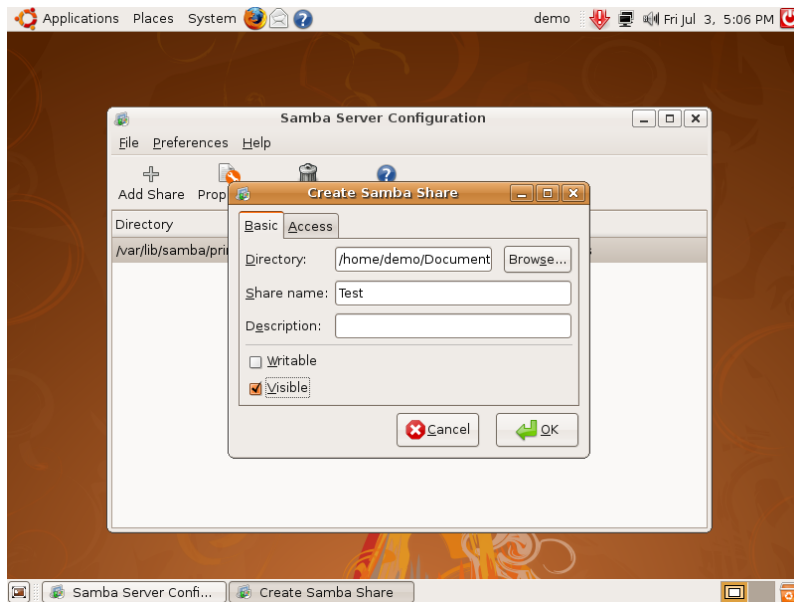 Applications Places System demo Fri Jul 3, 5:06 PM
Samba Server Configuration
File Preferences Help
Add Share Prop
Create Samba Share
Directory
/var/lib/samba/pri
Basic Access
Directory: /home/demo/Document Browse...
Share name: Test
Description:
Writable
Visible
Cancel OK
Samba Server Confi... Create Samba Share